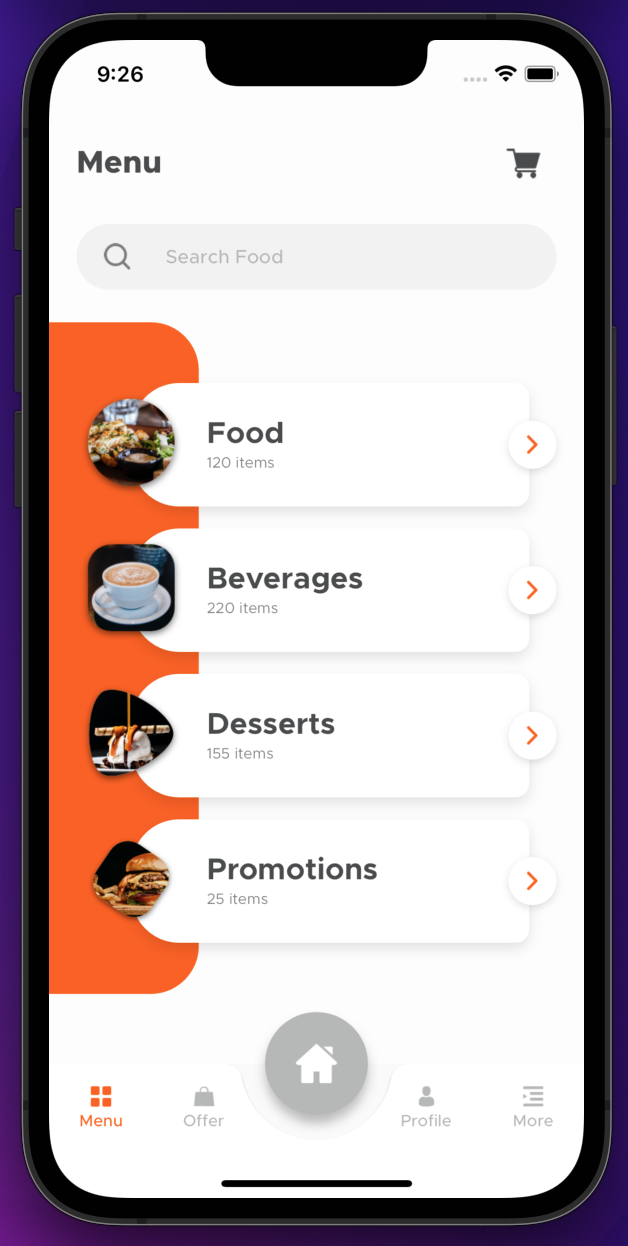 9:26
Menu
Search Food
Food
120 items
Beverages
220 items
Desserts
155 items
Promotions
25 items
Menu
Offer
Profile
More